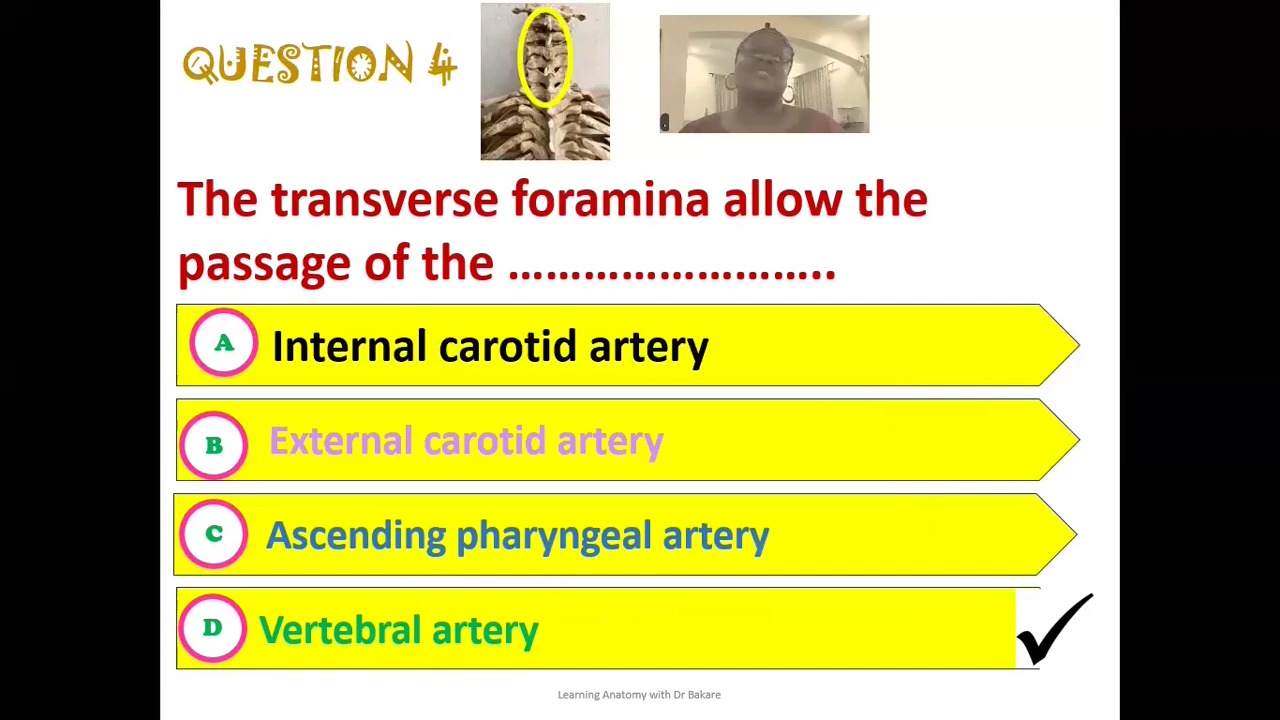 QUESTION 4
The transverse foramina allow the
passage of the ……………………..
A Internal carotid artery
B External carotid artery
C Ascending pharyngeal artery
D Vertebral artery
Learning Anatomy with Dr Bakare